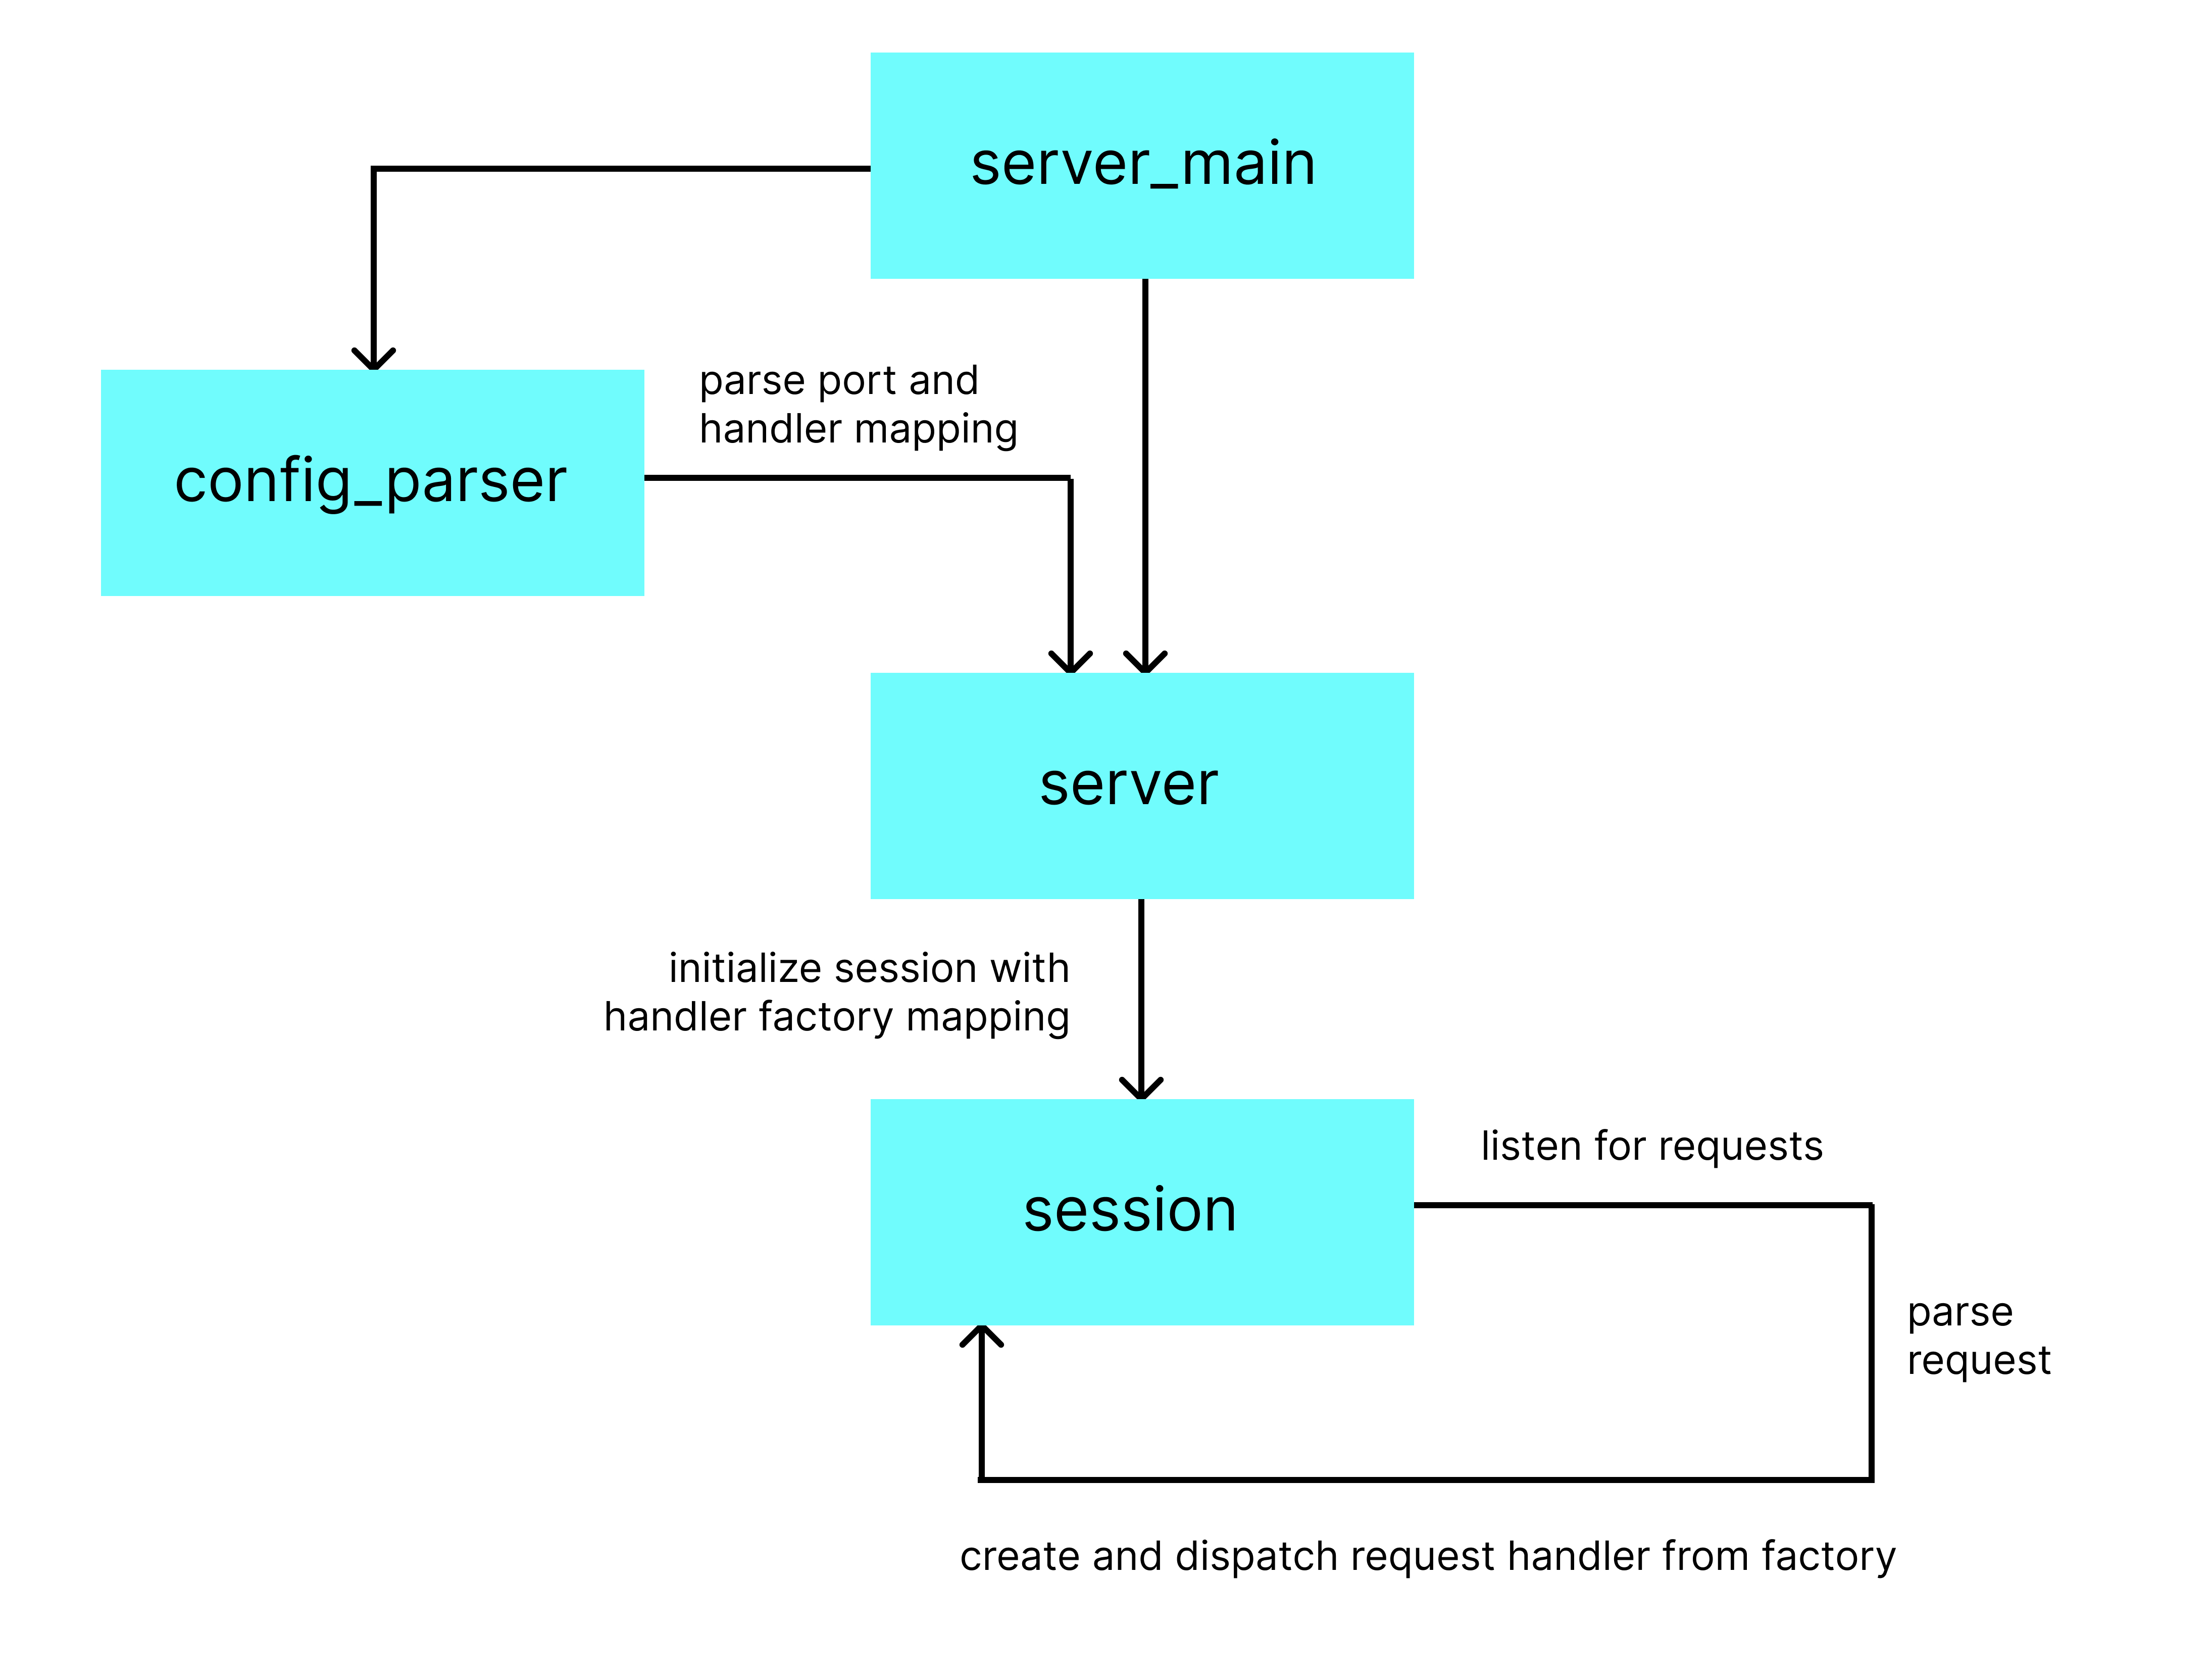 server_main
parse port and
handler mapping
config_parser
server
initialize session with
handler factory mapping
listen for requests
session
parse
request
create and dispatch request handler from factory